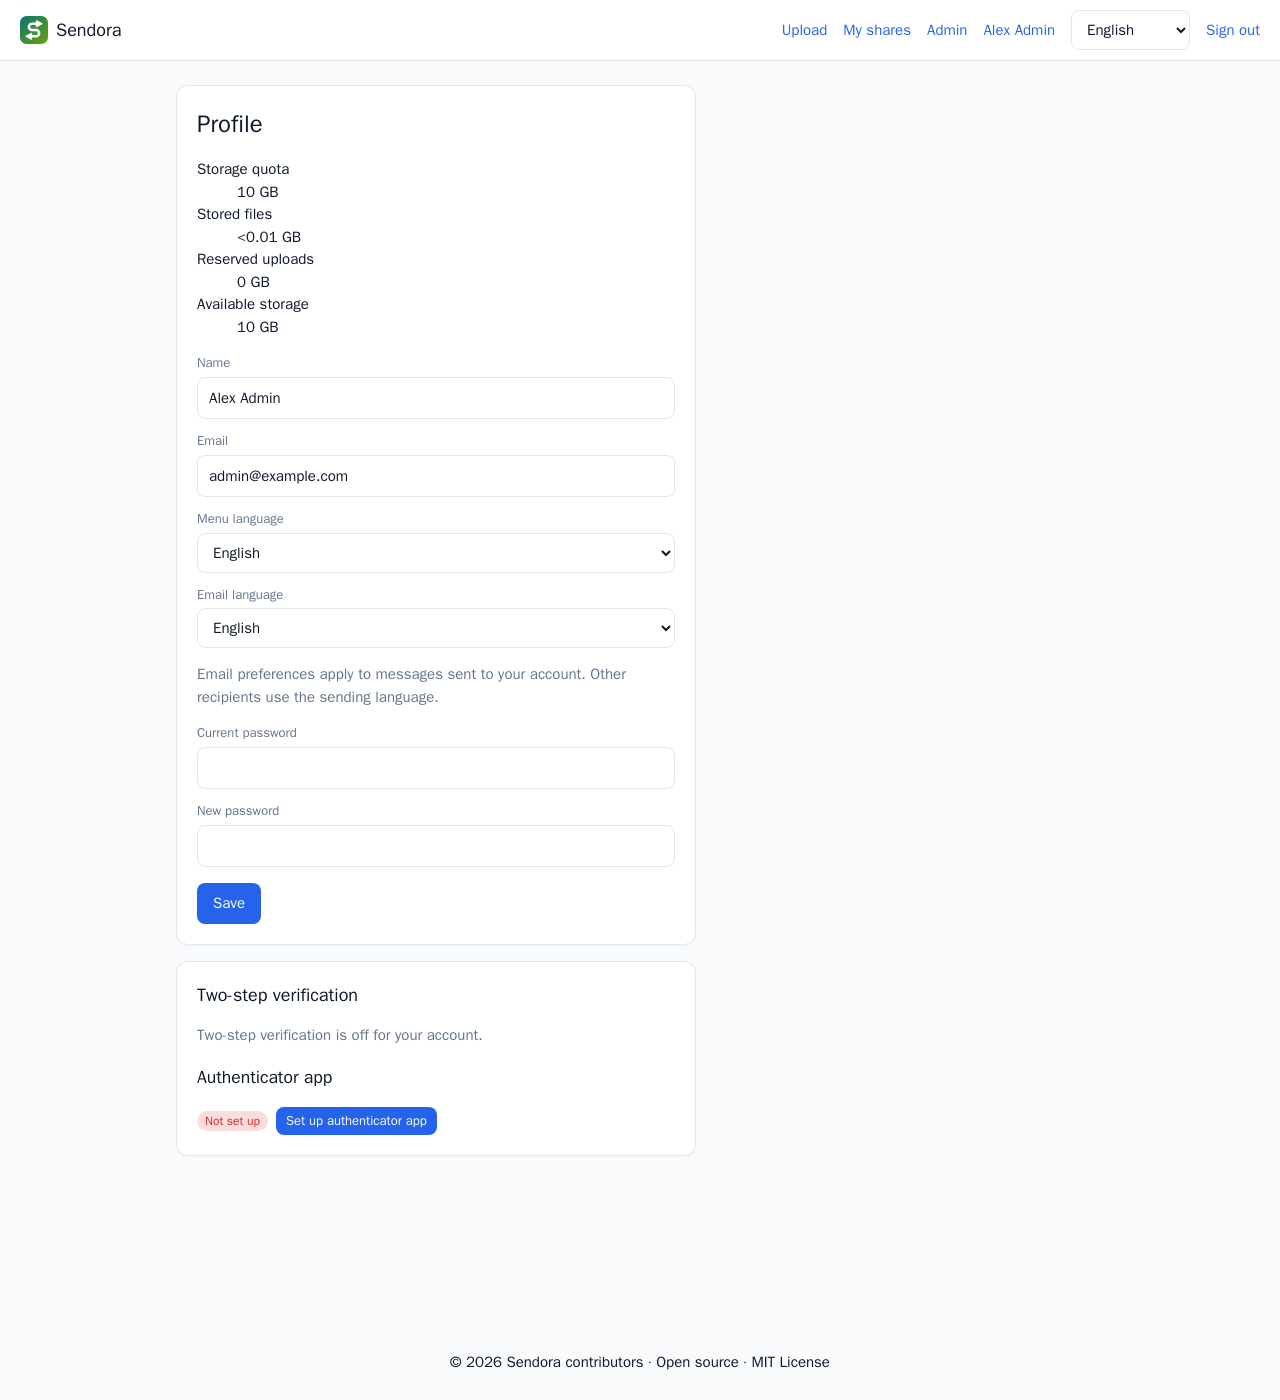 Sendora
Upload My shares Admin Alex Admin English Sign out
Profile
Storage quota
10 GB
Stored files
<0.01 GB
Reserved uploads
0 GB
Available storage
10 GB
Name
Alex Admin
Email
admin@example.com
Menu language
English
Email language
English
Email preferences apply to messages sent to your account. Other
recipients use the sending language.
Current password
New password
Save
Two-step verification
Two-step verification is off for your account.
Authenticator app
Not set up Set up authenticator app
© 2026 Sendora contributors · Open source · MIT License